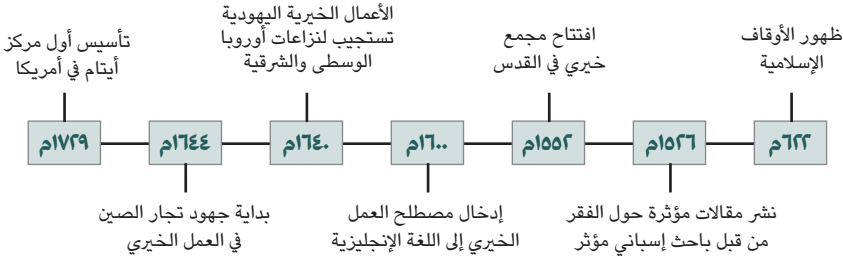 ظهور الأوقاف
الإسلامية
٦٢٢م
١٥٢٦م
نشر مقالات مؤثرة حول الفقر
من قبل باحث إسباني مؤثر
افتتاح مجمع
خيري في القدس
١٥٥٢م
١٦٠٠م
إدخال مصطلح العمل
الخيري إلى اللغة الإنجليزية
الأعمال الخيرية اليهودية
تستجيب لنزاعات أوروبا
الوسطى والشرقية
١٦٤٠م
١٦٤٤م
بداية جهود تجار الصين
في العمل الخيري
تأسيس أول مركز
أيتام في أمريكا
١٧٢٩م